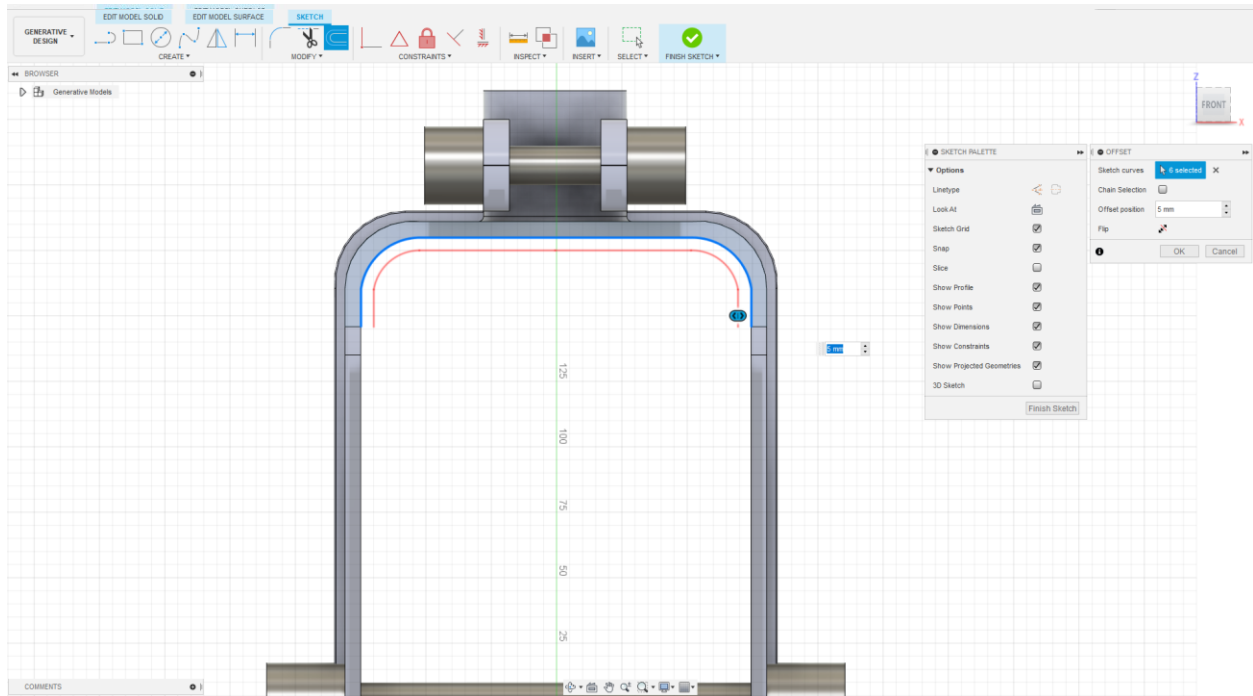 EDIT MODEL SOLID EDIT MODEL SURFACE SKETCH
GENERATIVE DESIGN
CREATE MODIFY CONSTRAINTS INSPECT INSERT SELECT FINISH SKETCH
BROWSER
Generative Models
Z
FRONT
X
SKETCH PALETTE
Options
Linetype
Look At
Sketch Grid
Snap
Slice
Show Profile
Show Points
Show Dimensions
Show Constraints
Show Projected Geometries
3D Sketch
Finish Sketch
OFFSET
Sketch curves 6 selected
Chain Selection
Offset position 5 mm
Flip
OK Cancel
5 mm
125
100
75
50
25
COMMENTS